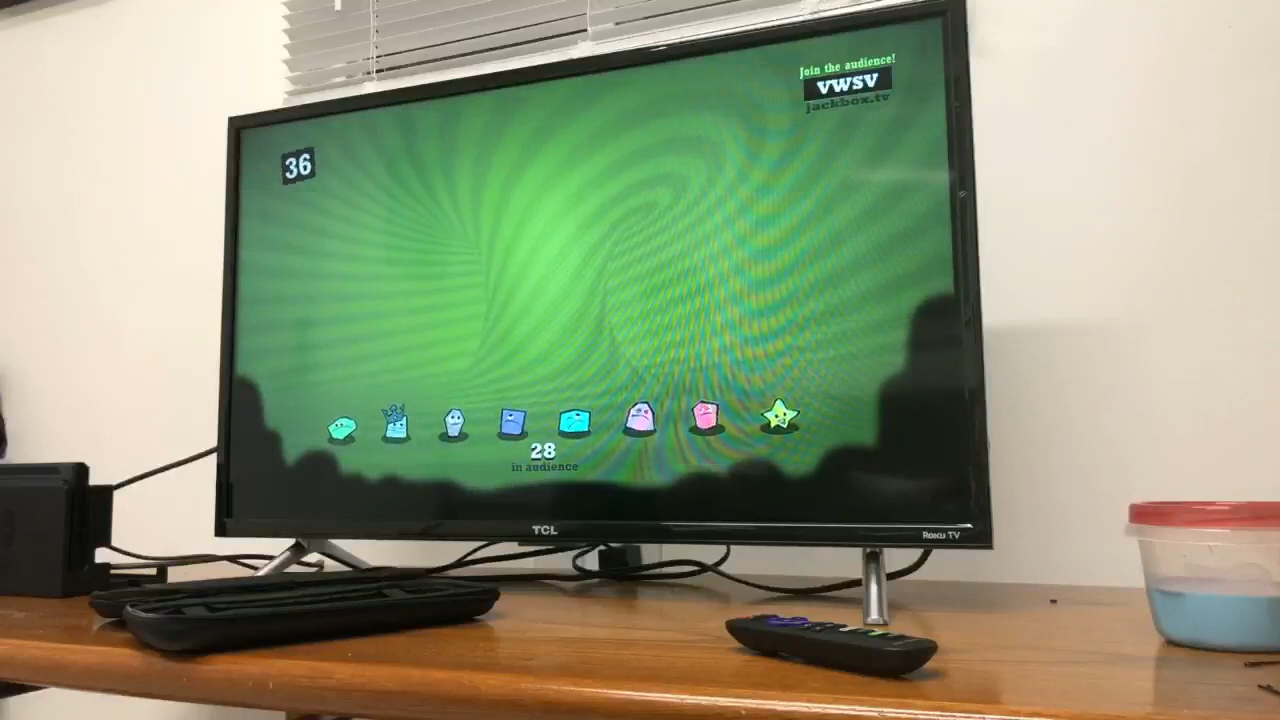 Join the audience!
VWSV
jackbox.tv
36
28
in audience
TCL
Roku TV